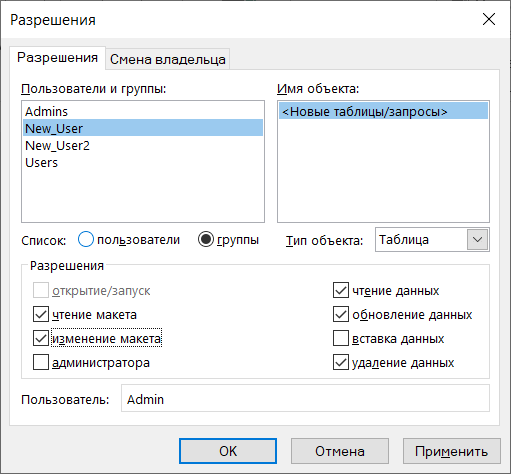 Разрешения
Разрешения Смена владельца
Пользователи и группы: Имя объекта:
Admins <Новые таблицы/запросы>
New_User
New_User2
Users
Список: пользователи группы Тип объекта: Таблица
Разрешения
открытие/запуск чтение данных
чтение макета обновление данных
изменение макета вставка данных
администратора удаление данных
Пользователь: Admin
OK Отмена Применить